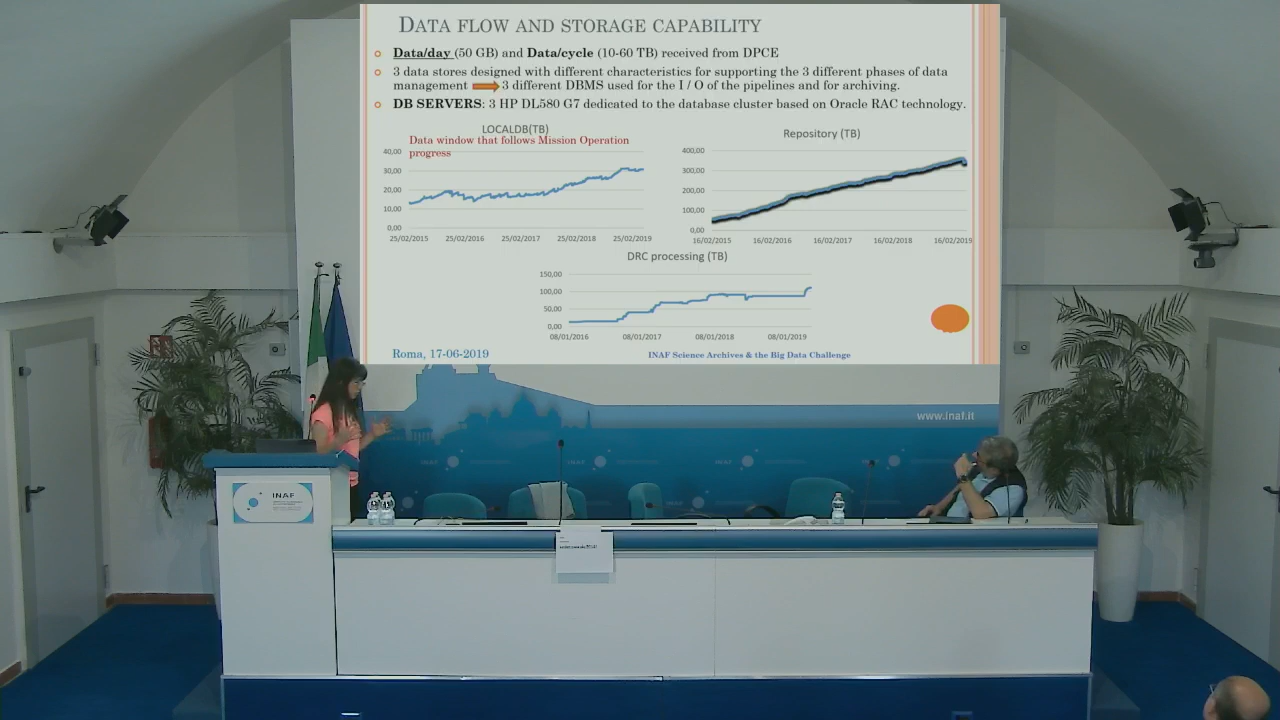 DATA FLOW AND STORAGE CAPABILITY
Data/day (50 GB) and Data/cycle (10-60 TB) received from DPCE
3 data stores designed with different characteristics for supporting the 3 different phases of data
management 3 different DBMS used for the I / O of the pipelines and for archiving.
DB SERVERS: 3 HP DL580 G7 dedicated to the database cluster based on Oracle RAC technology.
LOCALDB(TB)
Data window that follows Mission Operation
progress
40,00
30,00
20,00
10,00
0,00
25/02/2015 25/02/2016 25/02/2017 25/02/2018 25/02/2019
Repository (TB)
400,00
300,00
200,00
100,00
0,00
16/02/2015 16/02/2016 16/02/2017 16/02/2018 16/02/2019
DRC processing (TB)
150,00
100,00
50,00
0,00
08/01/2016 08/01/2017 08/01/2018 08/01/2019
Roma, 17-06-2019
INAF Science Archives & the Big Data Challenge
www.inaf.it
INAF
INAF
INAF
INAF
INAF